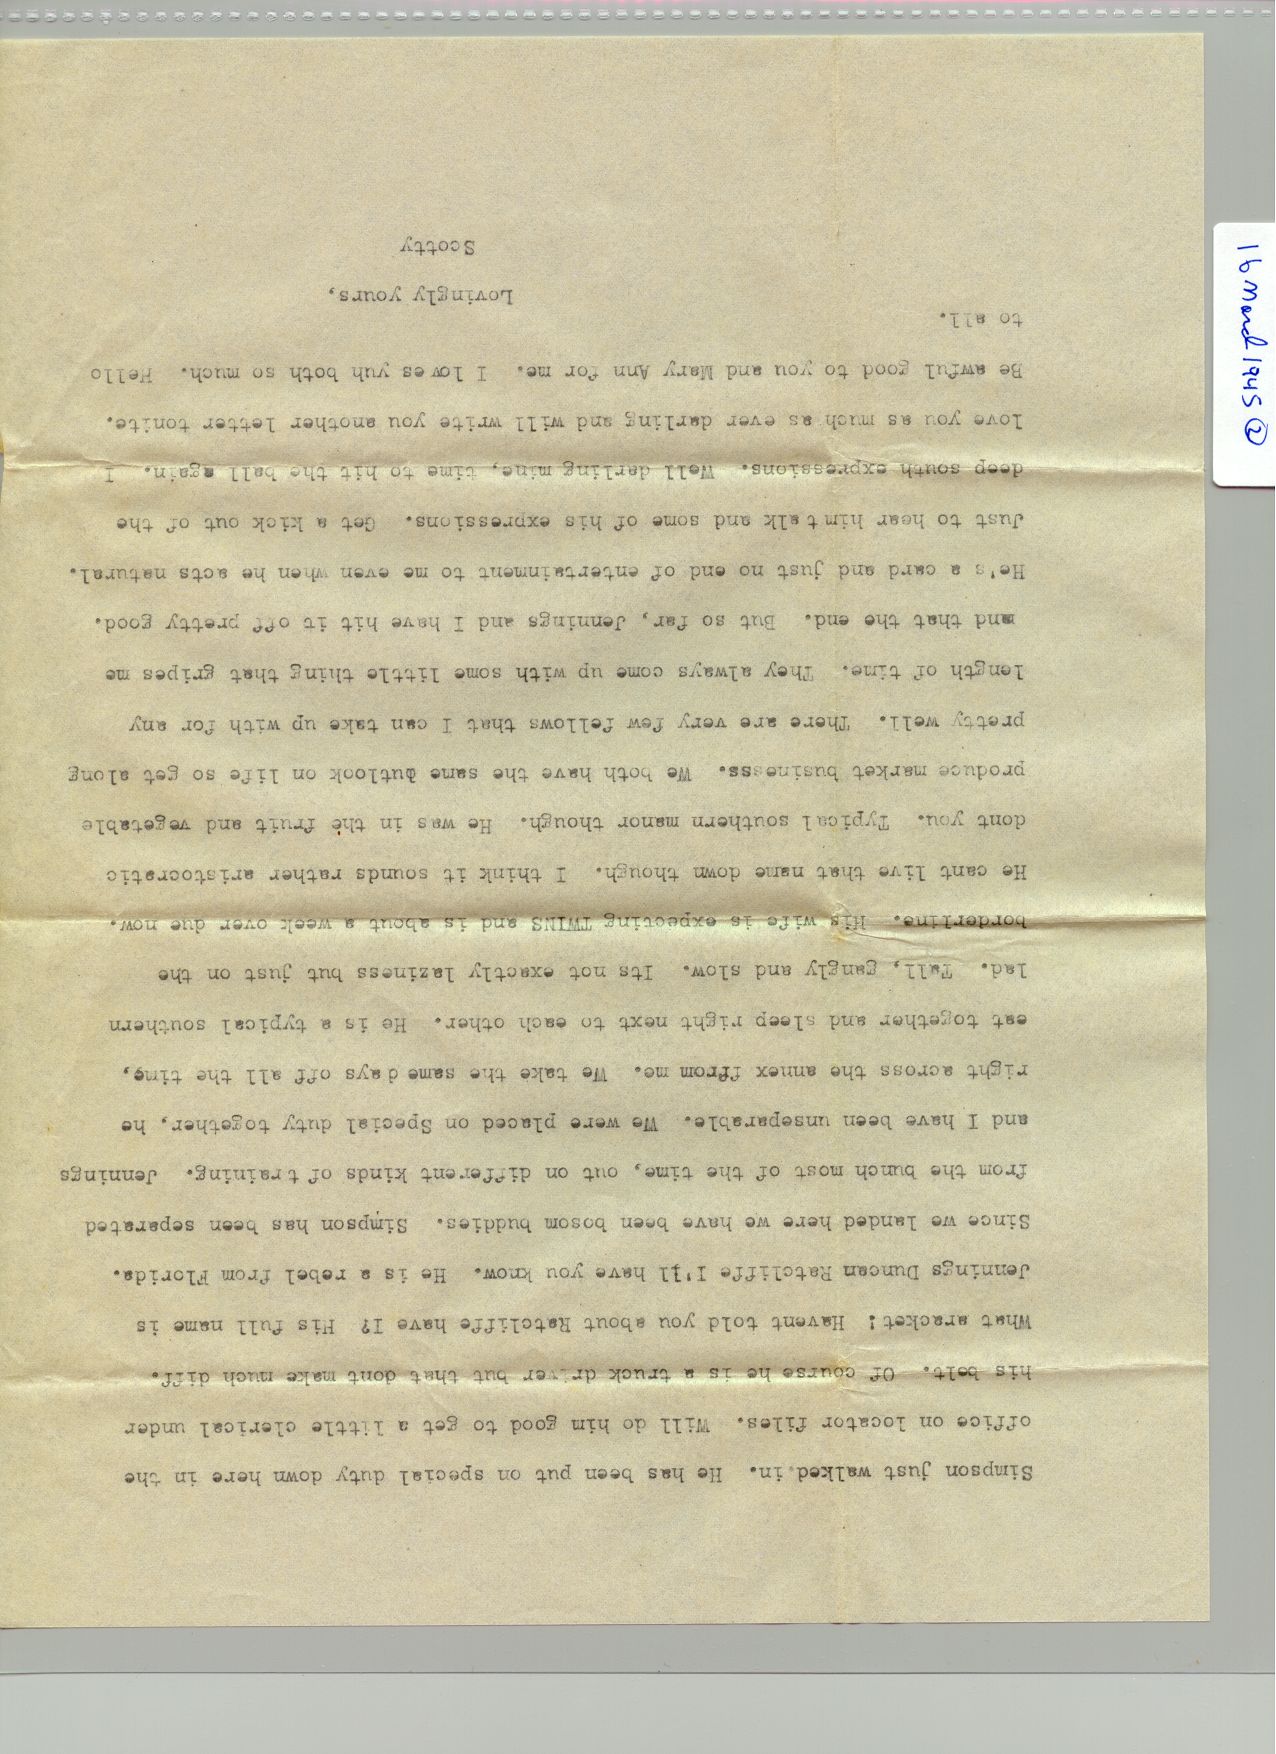 Simpson just walked in. He has been put on special duty down here in the
office on locator files. Will do him good to get a little clerical under
his belt. Of course he is a truck driver but that dont make much diff.
What aracket! Havent told you about Ratcliffe have I? His full name is
Jennings Duncan Ratcliffe I'll have you know. He is a rebel from Florida.
Since we landed here we have been bosom buddies. Simpson has been separated
from the bunch most of the time, out on different kinds of training. Jennings
and I have been unseparable. We were placed on Special duty together, he
right across the annex ffrom me. We take the same days off all the time,
eat together and sleep right next to each other. He is a typical southern
lad. Tall, gangly and slow. Its not exactly laziness but just on the
borderline. His wife is expecting TWINS and is about a week over due now.
He cant live that name down though. I think it sounds rather aristocratic
dont you. Typical southern manor though. He was in the fruit and vegetable
produce market businesss. We both have the same outlook on life so get along
pretty well. There are very few fellows that I can take up with for any
length of time. They always come up with some little thing that gripes me
and that the end. But so far, Jennings and I have hit it off pretty good.
He's a card and just no end of entertainment to me even when he acts natural.
Just to hear him talk and some of his expressions. Get a kick out of the
deep south expressions. Well darling mine, time to hit the ball again. I
love you as much as ever darling and will write you another letter tonite.
Be awful good to you and Mary Ann for me. I loves yuh both so much. Hello
to all.
Lovingly yours,
Scotty
16 March 1945 ②